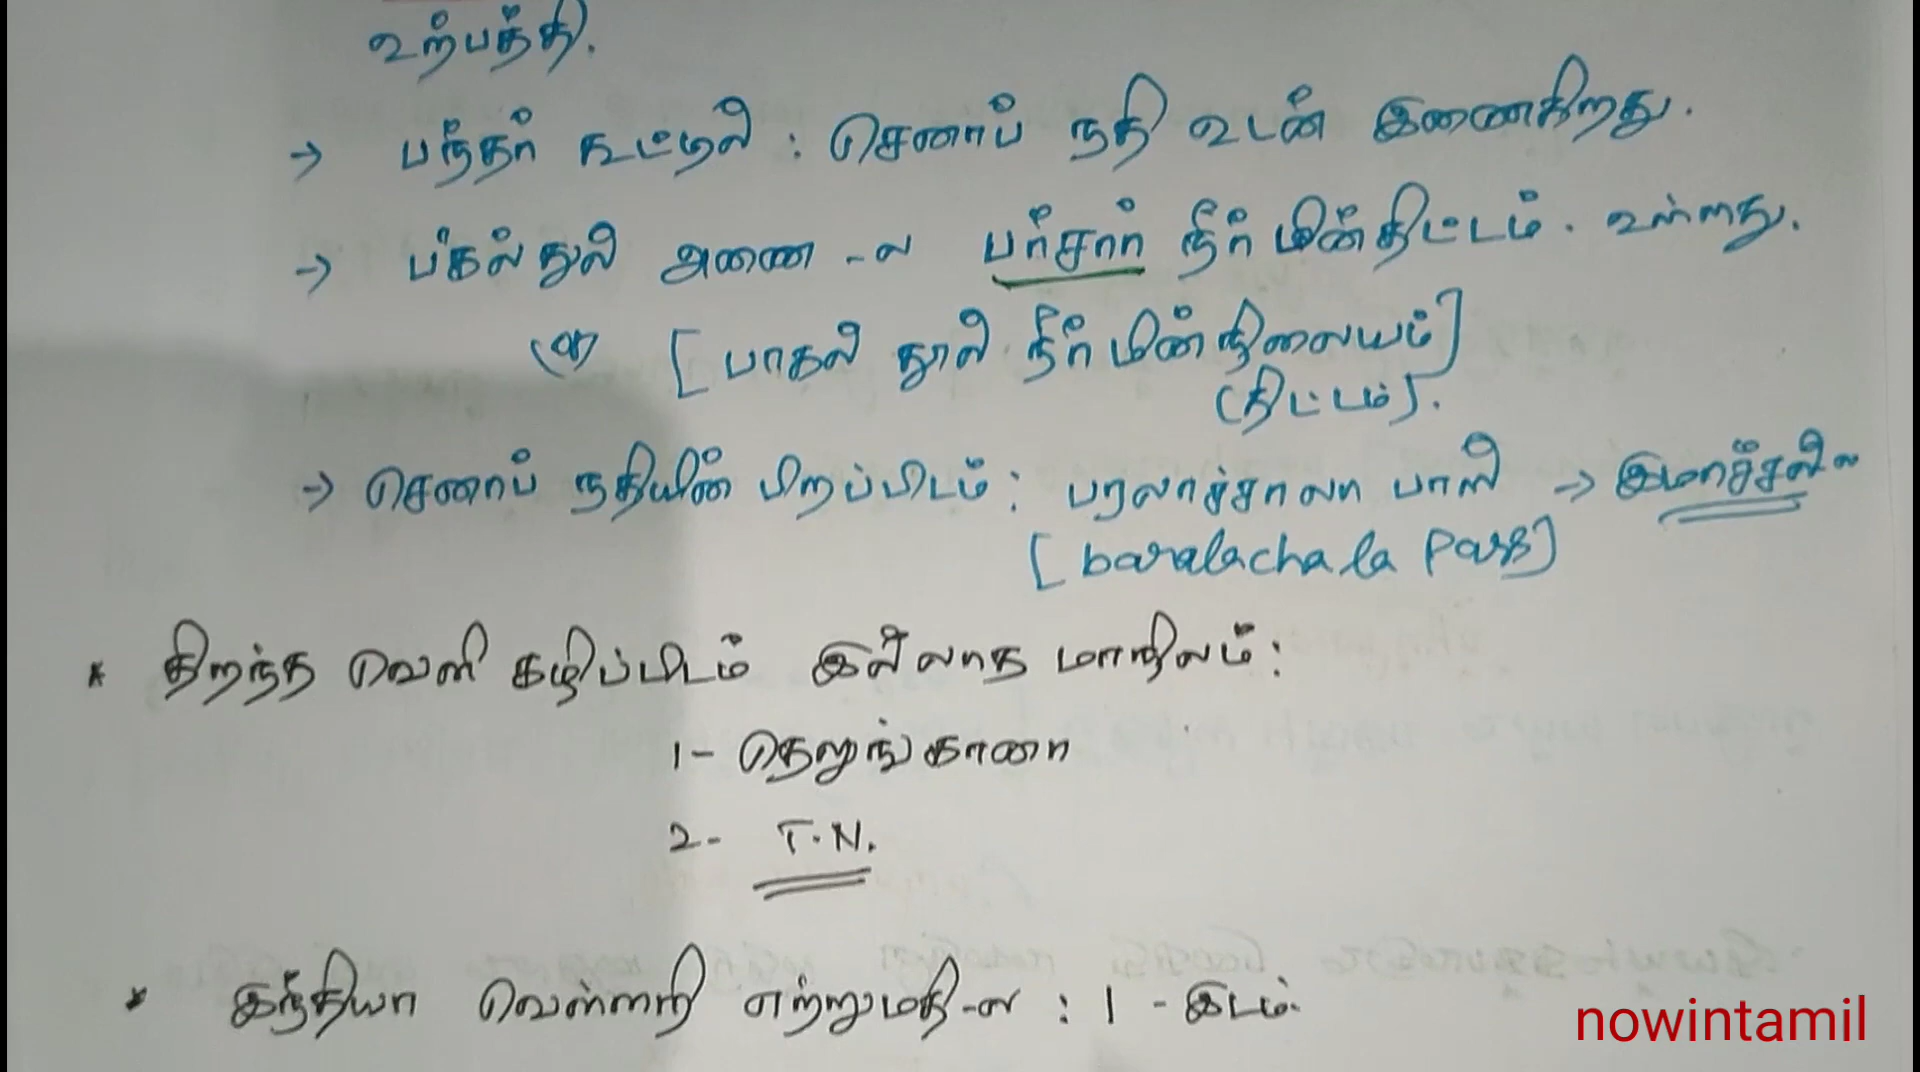 உற்பத்தி.
→ பந்தர் கூட்டில் : செனாப் நதி உடன் இணைகிறது.
→ பகல்துல் அணை -ல பர்சார் நீர் மின்திட்டம். உள்ளது.
(அ) [பாகல் தூல் நீர் மின் நிலையம்]
(திட்டம்).
→ செனாப் நதியின் பிறப்பிடம் : பரலாச்சாலா பாஸ் → இமாச்சலில
[baralachala Pass]
* திறந்த வெளி கழிப்பிடம் இல்லாத மாநிலம் :
1- தெலுங்கானா
2- T.N.
* இந்தியா வெள்ளரி ஏற்றுமதி-ல : 1 - இடம்.
nowintamil